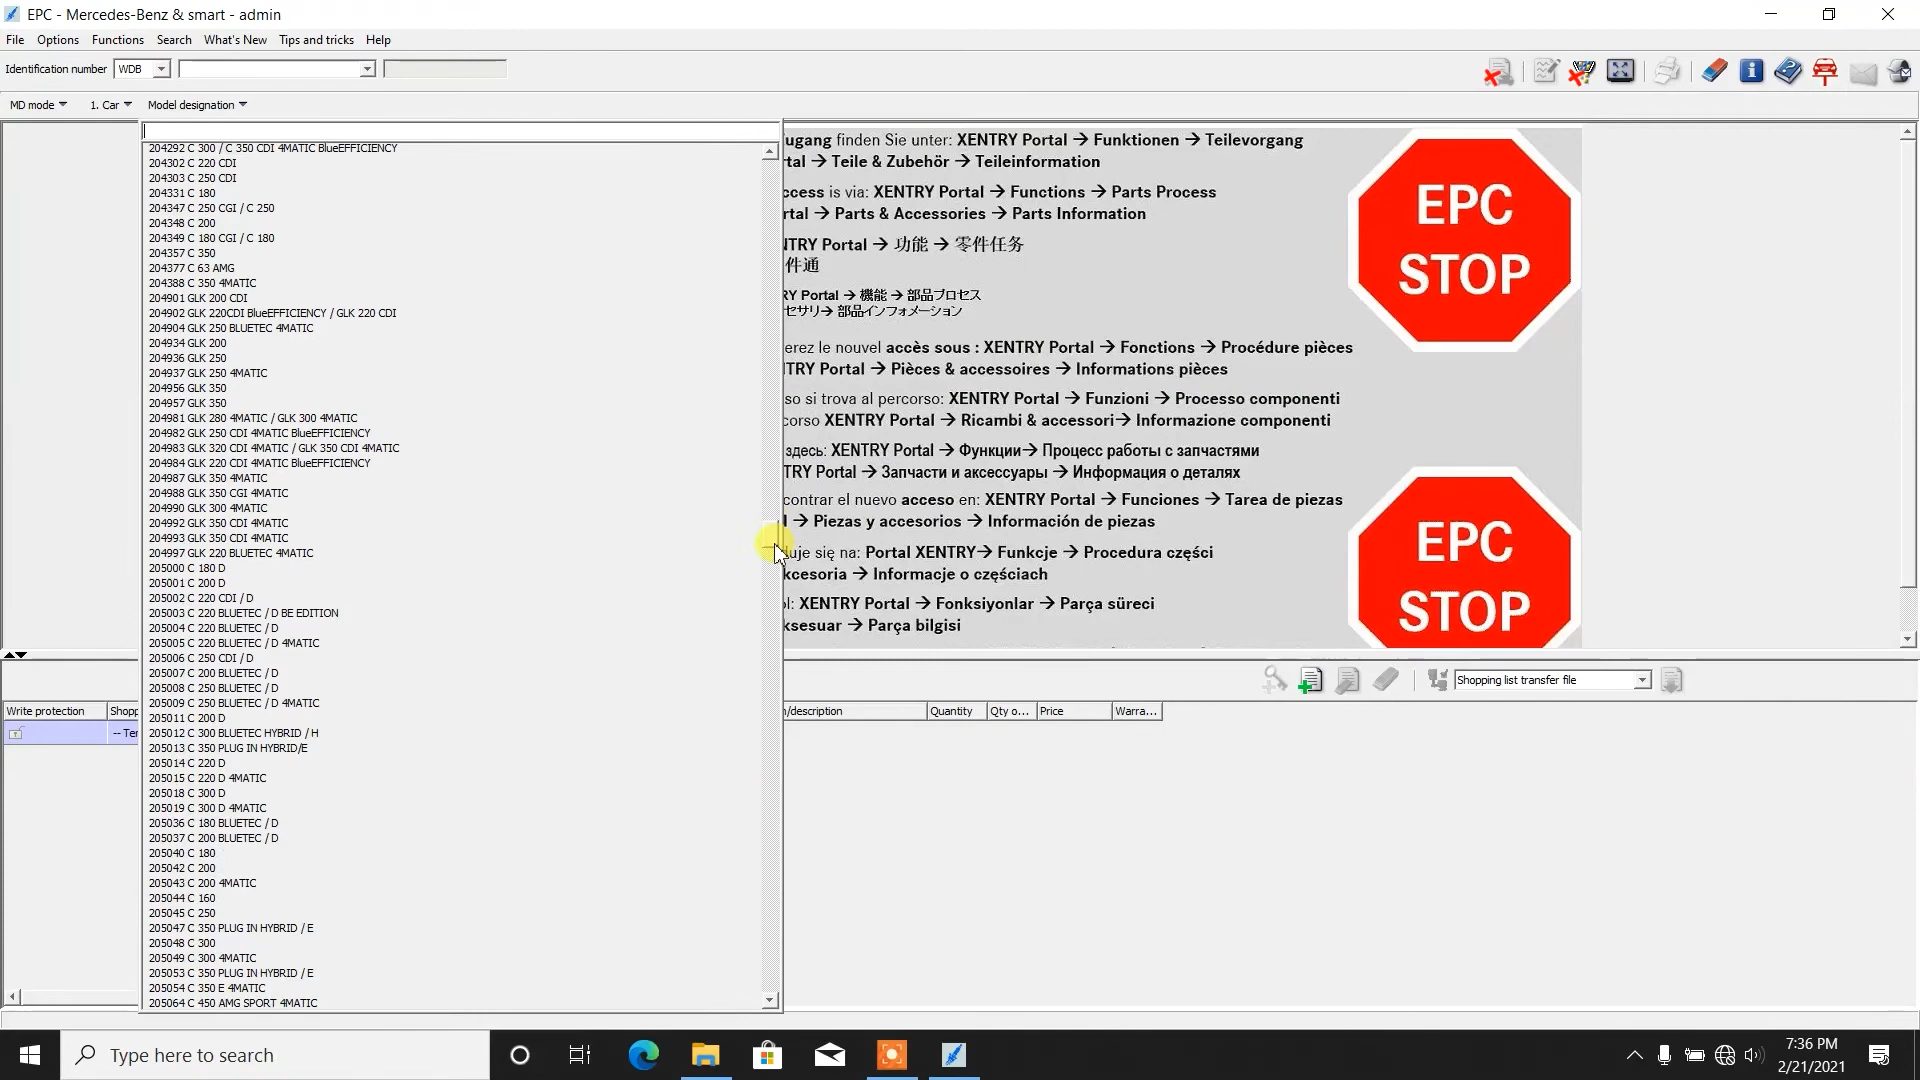 EPC - Mercedes-Benz & smart - admin
File Options Functions Search What's New Tips and tricks Help
Identification number WDB
MD mode 1. Car Model designation
204292 C 300 / C 350 CDI 4MATIC BlueEFFICIENCY
204302 C 220 CDI
204303 C 250 CDI
204331 C 180
204347 C 250 CGI / C 250
204348 C 200
204349 C 180 CGI / C 180
204357 C 350
204377 C 63 AMG
204388 C 350 4MATIC
204901 GLK 200 CDI
204902 GLK 220CDI BlueEFFICIENCY / GLK 220 CDI
204904 GLK 250 BLUETEC 4MATIC
204934 GLK 200
204936 GLK 250
204937 GLK 250 4MATIC
204956 GLK 350
204957 GLK 350
204981 GLK 280 4MATIC / GLK 300 4MATIC
204982 GLK 250 CDI 4MATIC BlueEFFICIENCY
204983 GLK 320 CDI 4MATIC / GLK 350 CDI 4MATIC
204984 GLK 220 CDI 4MATIC BlueEFFICIENCY
204987 GLK 350 4MATIC
204988 GLK 350 CGI 4MATIC
204990 GLK 300 4MATIC
204992 GLK 350 CDI 4MATIC
204993 GLK 350 CDI 4MATIC
204997 GLK 220 BLUETEC 4MATIC
205000 C 180 D
205001 C 200 D
205002 C 220 CDI / D
205003 C 220 BLUETEC / D BE EDITION
205004 C 220 BLUETEC / D
205005 C 220 BLUETEC / D 4MATIC
205006 C 250 CDI / D
205007 C 200 BLUETEC / D
205008 C 250 BLUETEC / D
205009 C 250 BLUETEC / D 4MATIC
205011 C 200 D
205012 C 300 BLUETEC HYBRID / H
205013 C 350 PLUG IN HYBRID/E
205014 C 220 D
205015 C 220 D 4MATIC
205018 C 300 D
205019 C 300 D 4MATIC
205036 C 180 BLUETEC / D
205037 C 200 BLUETEC / D
205040 C 180
205042 C 200
205043 C 200 4MATIC
205044 C 160
205045 C 250
205047 C 350 PLUG IN HYBRID / E
205048 C 300
205049 C 300 4MATIC
205053 C 350 PLUG IN HYBRID / E
205054 C 350 E 4MATIC
205064 C 450 AMG SPORT 4MATIC
ugang finden Sie unter: XENTRY Portal → Funktionen → Teilevorgang
rtal → Teile & Zubehör → Teileinformation
ccess is via: XENTRY Portal → Functions → Parts Process
rtal → Parts & Accessories → Parts Information
NTRY Portal → 功能 → 零件任务
件通
RY Portal → 機能 → 部品プロセス
セサリ→ 部品インフォメーション
erez le nouvel accès sous : XENTRY Portal → Fonctions → Procédure pièces
TRY Portal → Pièces & accessoires → Informations pièces
so si trova al percorso: XENTRY Portal → Funzioni → Processo componenti
corso XENTRY Portal → Ricambi & accessori→ Informazione componenti
здесь: XENTRY Portal → Функции→ Процесс работы с запчастями
TRY Portal → Запчасти и аксессуары → Информация о деталях
contrar el nuevo acceso en: XENTRY Portal → Funciones → Tarea de piezas
l → Piezas y accesorios → Información de piezas
duje się na: Portal XENTRY→ Funkcje → Procedura części
kcesoria → Informacje o częściach
ol: XENTRY Portal → Fonksiyonlar → Parça süreci
ksesuar → Parça bilgisi
EPC
STOP
EPC
STOP
Shopping list transfer file
Write protection Shopp n/description Quantity Qty o... Price Warra...
-- Ter
Type here to search
7:36 PM
2/21/2021